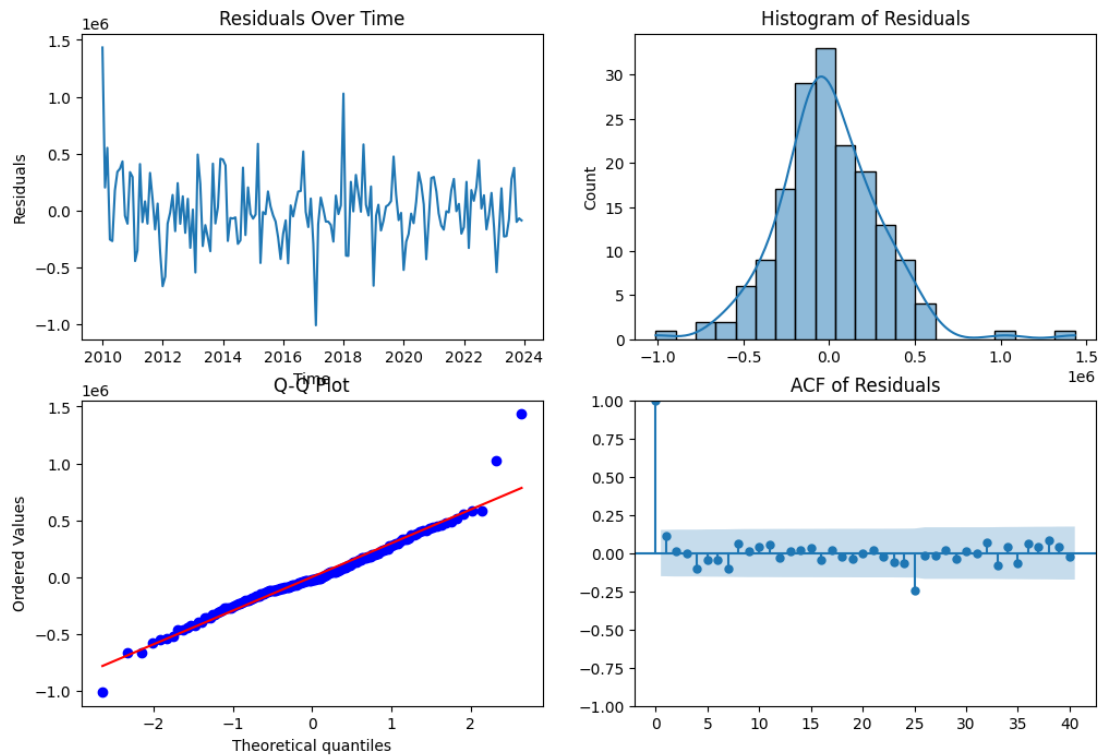 Residuals Over Time
1e6
Residuals
1.5
1.0
0.5
0.0
−0.5
−1.0
2010 2012 2014 2016 2018 2020 2022 2024
Time
Histogram of Residuals
Count
30
25
20
15
10
5
0
−1.0 −0.5 0.0 0.5 1.0 1.5
1e6
Q-Q Plot
1e6
Ordered Values
1.5
1.0
0.5
0.0
−0.5
−1.0
−2 −1 0 1 2
Theoretical quantiles
ACF of Residuals
1.00
0.75
0.50
0.25
0.00
−0.25
−0.50
−0.75
−1.00
0 5 10 15 20 25 30 35 40